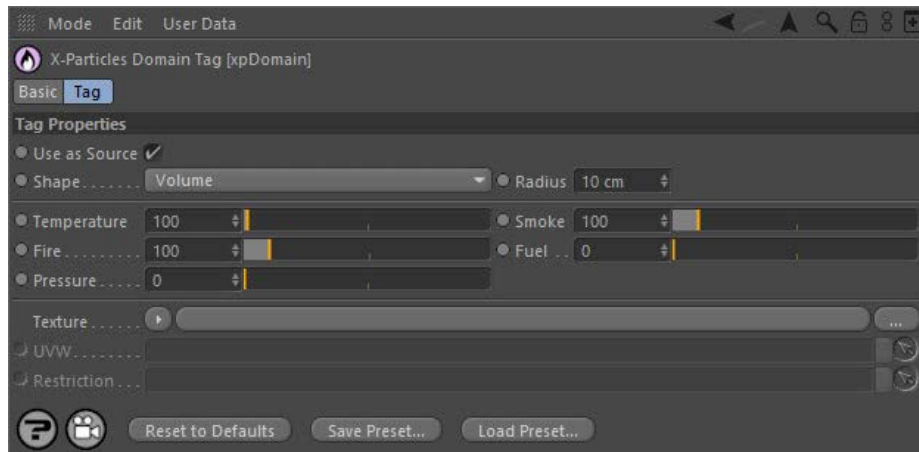 Mode Edit User Data
X-Particles Domain Tag [xpDomain]
Basic Tag
Tag Properties
Use as Source
Shape....... Volume Radius 10 cm
Temperature 100 Smoke 100
Fire......... 100 Fuel .. 0
Pressure..... 0
Texture...... ...
UVW........
Restriction...
? Reset to Defaults Save Preset... Load Preset...